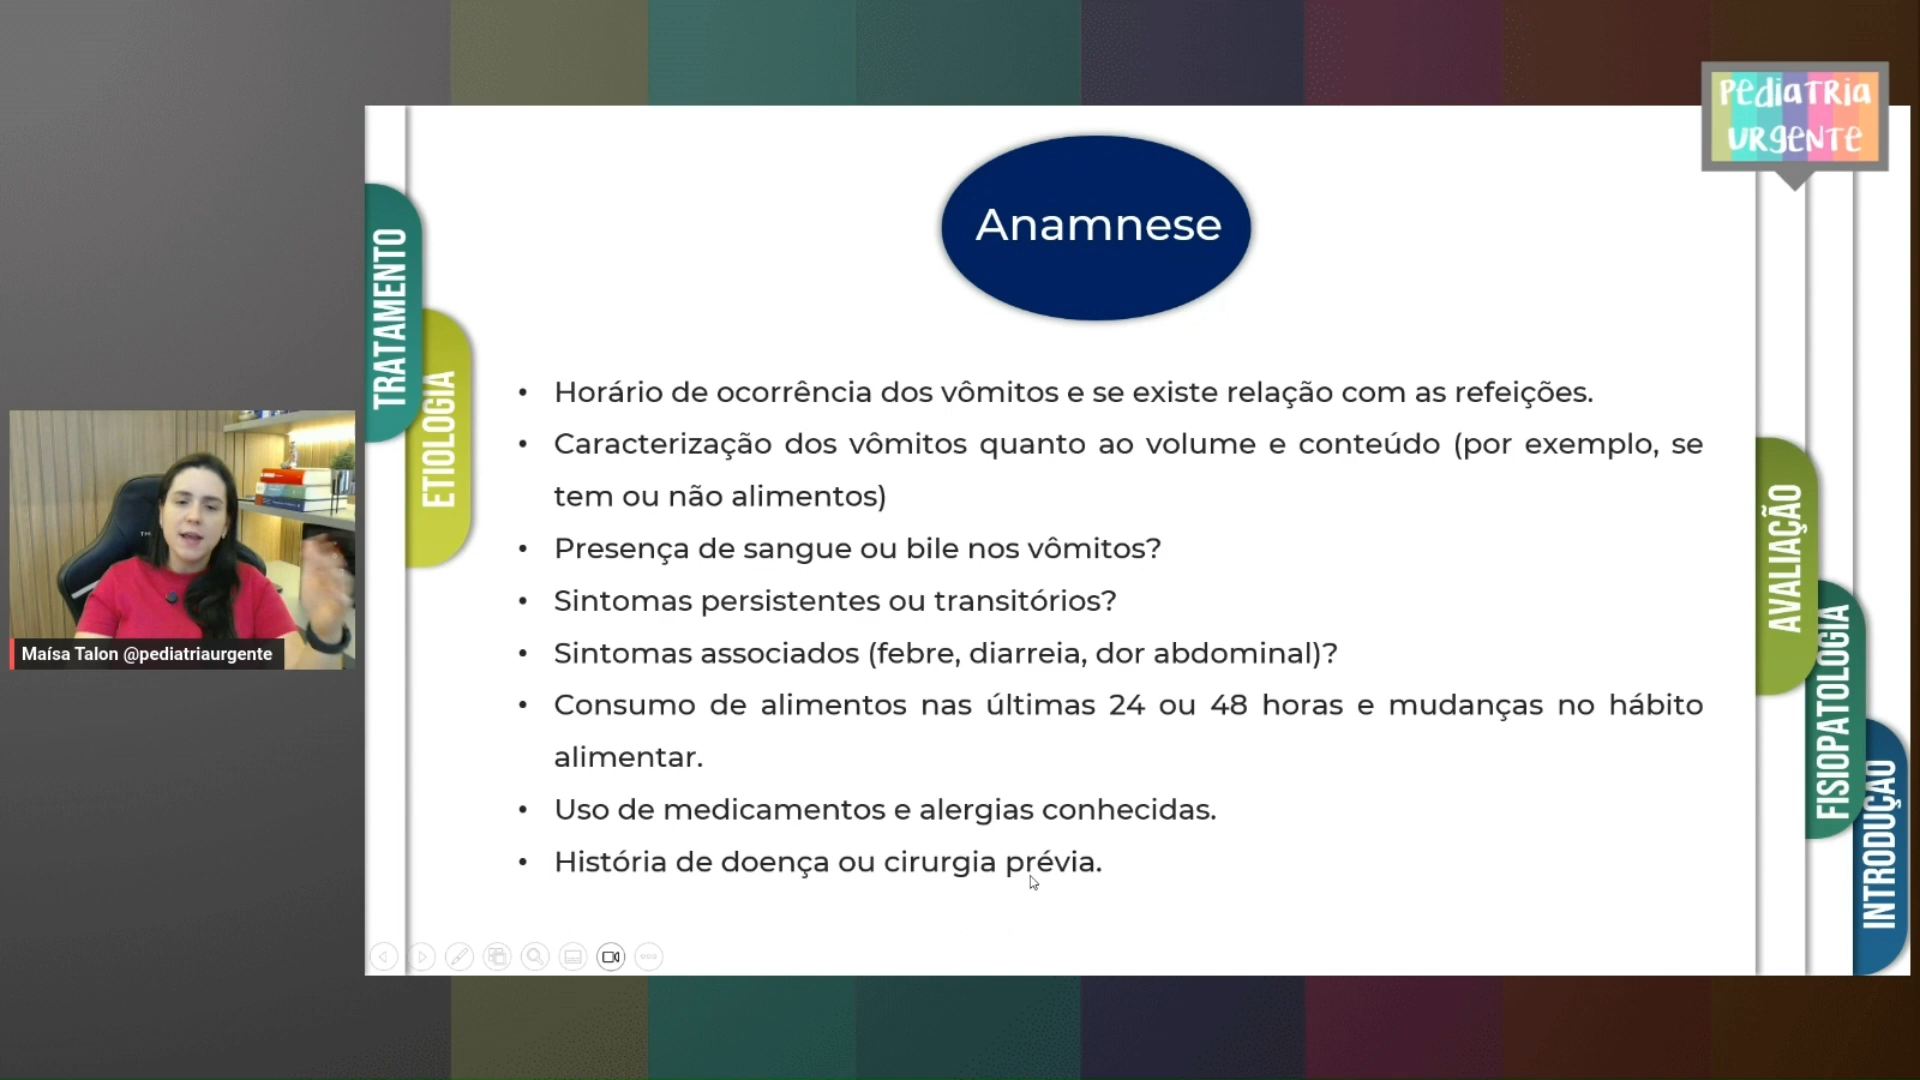 PEDIATRIA
URGENTE
Anamnese
TRATAMENTO
ETIOLOGIA
• Horário de ocorrência dos vômitos e se existe relação com as refeições.
• Caracterização dos vômitos quanto ao volume e conteúdo (por exemplo, se
tem ou não alimentos)
• Presença de sangue ou bile nos vômitos?
• Sintomas persistentes ou transitórios?
• Sintomas associados (febre, diarreia, dor abdominal)?
• Consumo de alimentos nas últimas 24 ou 48 horas e mudanças no hábito
alimentar.
• Uso de medicamentos e alergias conhecidas.
• História de doença ou cirurgia prévia.
AVALIAÇÃO
FISIOPATOLOGIA
INTRODUÇÃO
Maísa Talon @pediatriaurgente